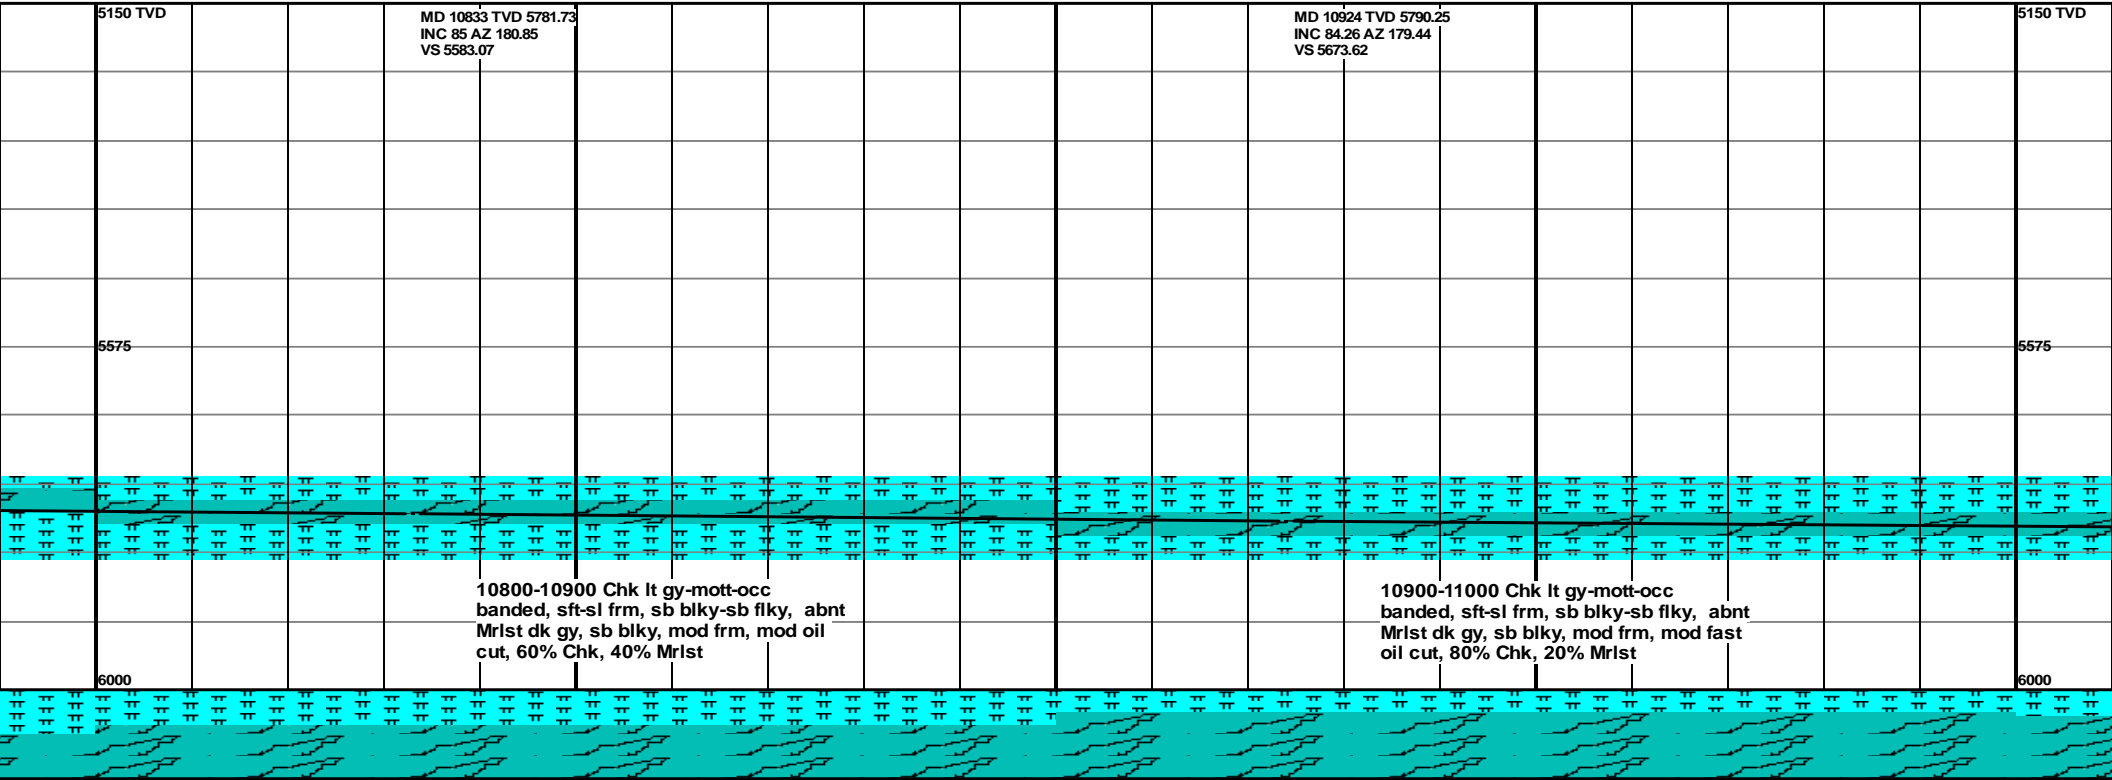 5150 TVD
MD 10833 TVD 5781.73
INC 85 AZ 180.85
VS 5583.07
MD 10924 TVD 5790.25
INC 84.26 AZ 179.44
VS 5673.62
5150 TVD
5575
5575
10800-10900 Chk lt gy-mott-occ
banded, sft-sl frm, sb blky-sb flky, abnt
Mrlst dk gy, sb blky, mod frm, mod oil
cut, 60% Chk, 40% Mrlst
10900-11000 Chk lt gy-mott-occ
banded, sft-sl frm, sb blky-sb flky, abnt
Mrlst dk gy, sb blky, mod frm, mod fast
oil cut, 80% Chk, 20% Mrlst
6000
6000